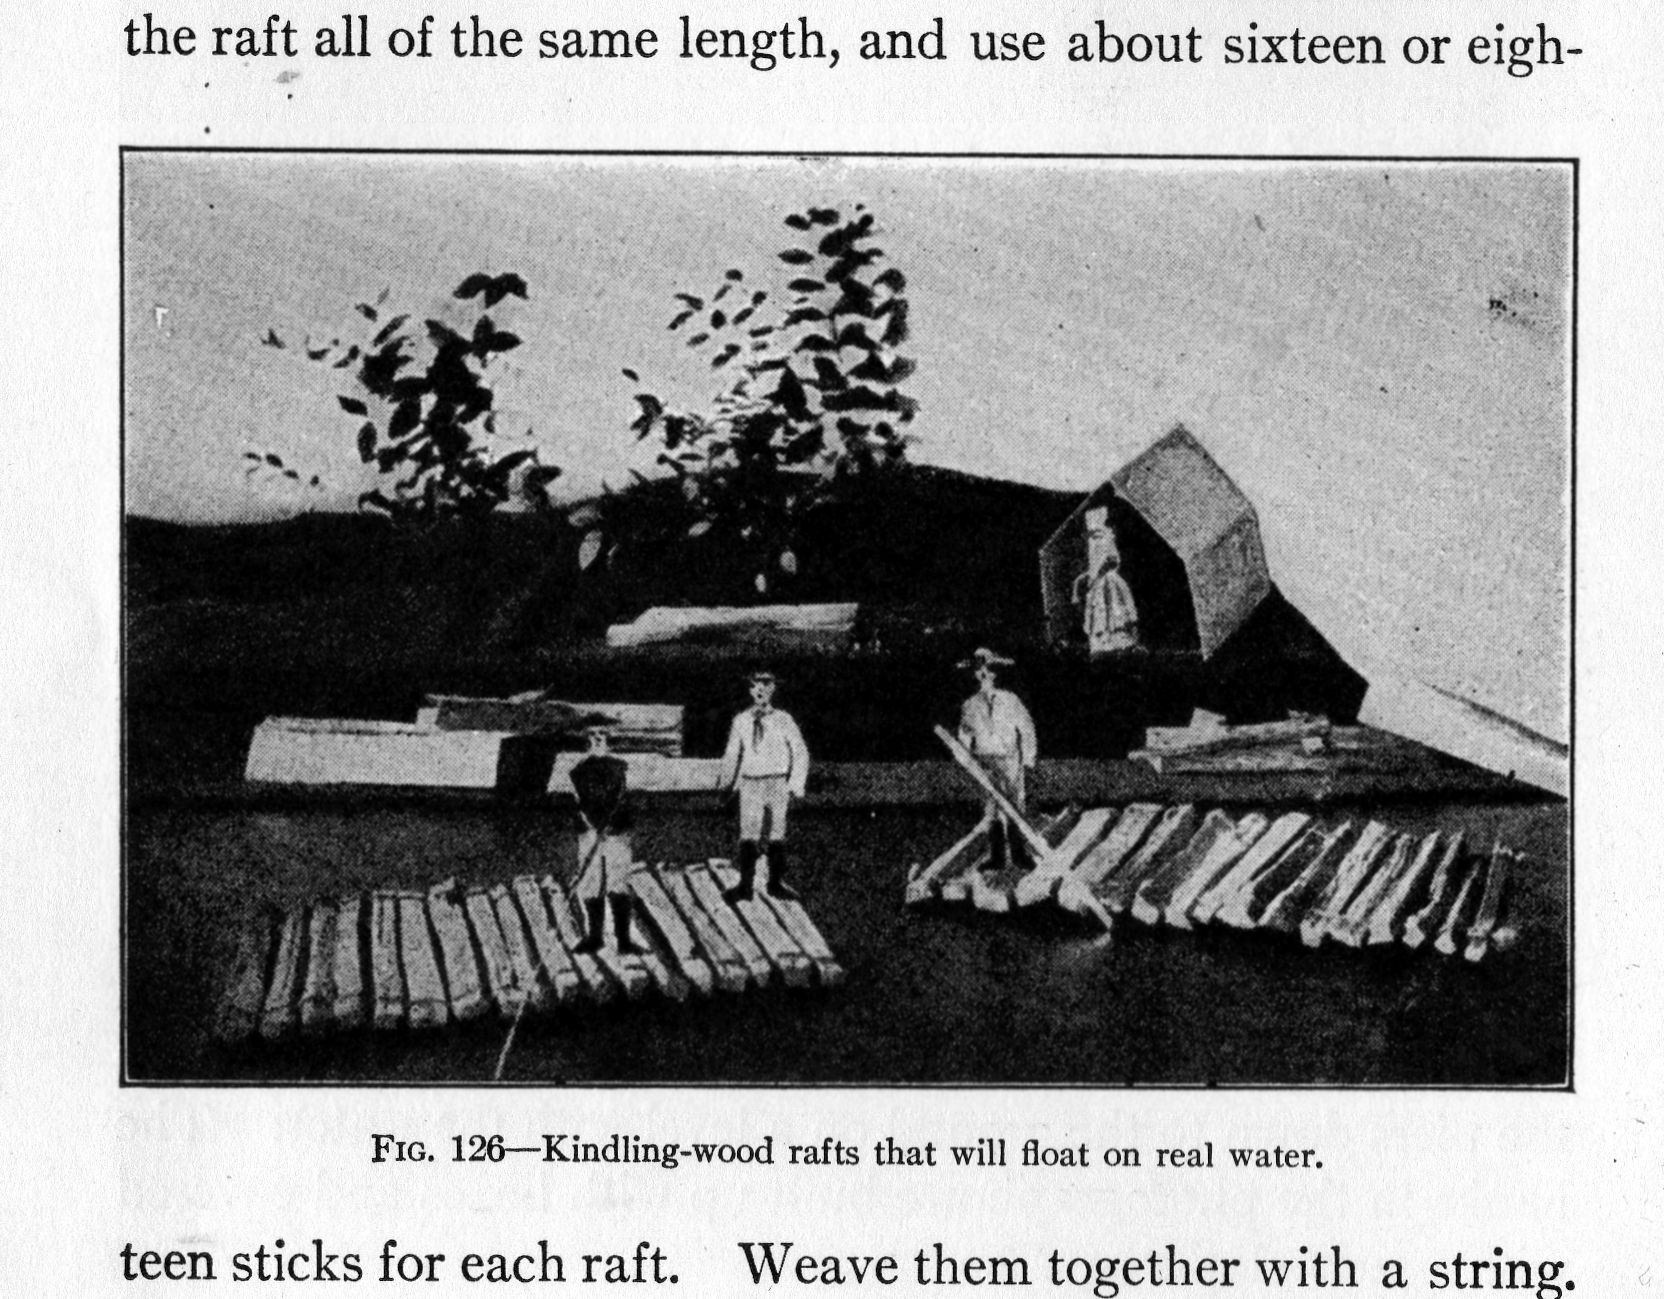 the raft all of the same length, and use about sixteen or eigh-
FIG. 126—Kindling-wood rafts that will float on real water.
teen sticks for each raft. Weave them together with a string.